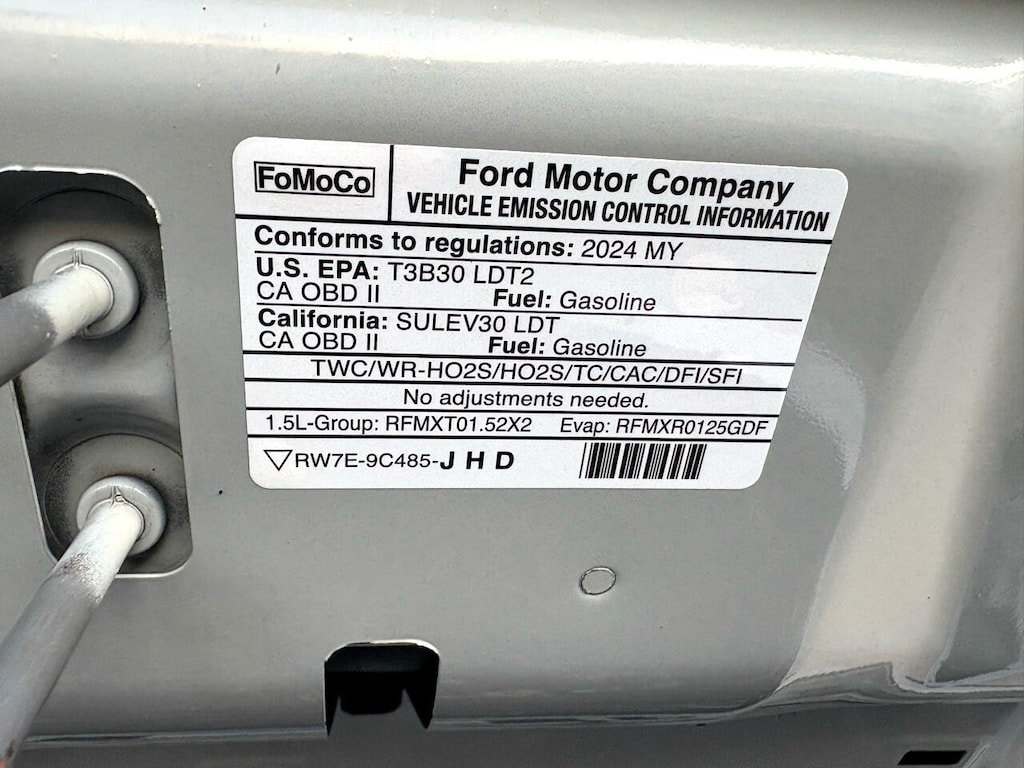 FoMoCo
Ford Motor Company
VEHICLE EMISSION CONTROL INFORMATION
Conforms to regulations: 2024 MY
U.S. EPA: T3B30 LDT2
CA OBD II Fuel: Gasoline
California: SULEV30 LDT
CA OBD II Fuel: Gasoline
TWC/WR-HO2S/HO2S/TC/CAC/DFI/SFI
No adjustments needed.
1.5L-Group: RFMXT01.52X2 Evap: RFMXR0125GDF
RW7E-9C485-J H D